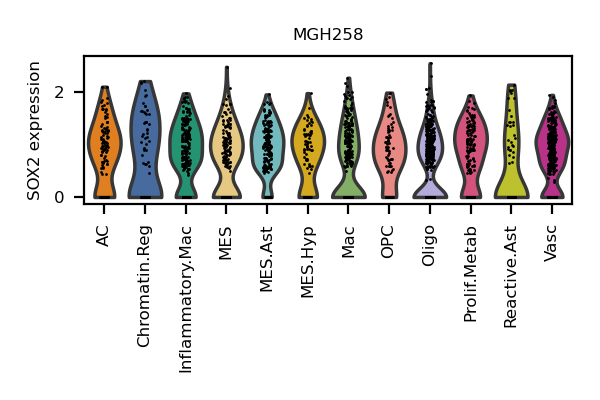 MGH258
SOX2 expression
2
0
AC
Chromatin.Reg
Inflammatory.Mac
MES
MES.Ast
MES.Hyp
Mac
OPC
Oligo
Prolif.Metab
Reactive.Ast
Vasc